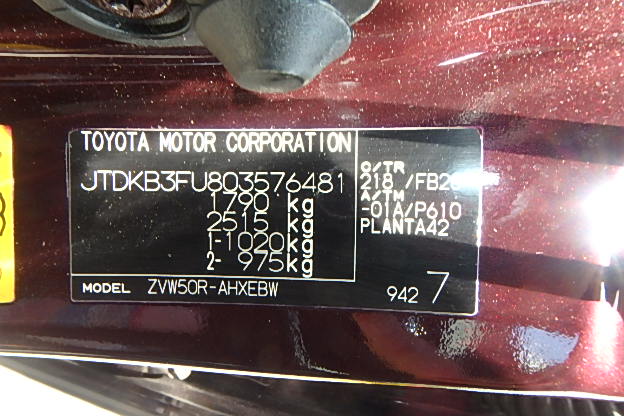 TOYOTA MOTOR CORPORATION
JTDKB3FU803576481
1790 kg
2515 kg
1-1020kg
2- 975kg
C/TR
218 /FB20
A/TM
-01A/P610
PLANTA42
MODEL ZVW50R-AHXEBW
942 7